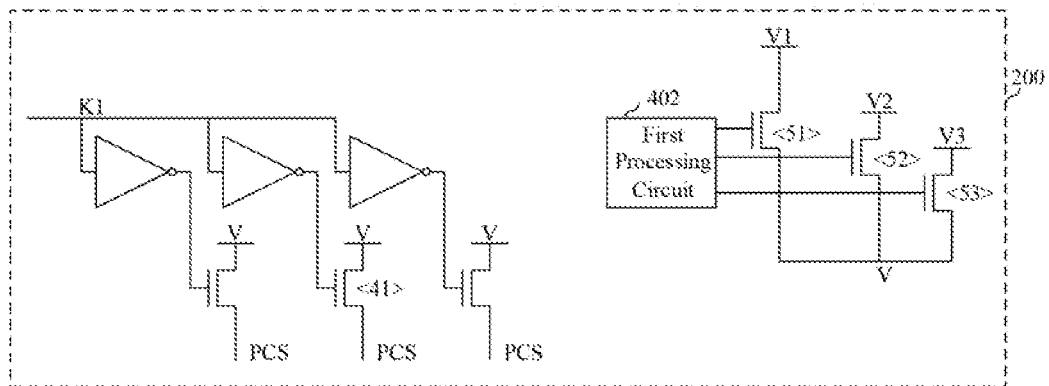 200
V1
K1
402
V2
First
Processing
Circuit
<51>
<52>
V3
<53>
V
V
V
<41>
V
PCS
PCS
PCS